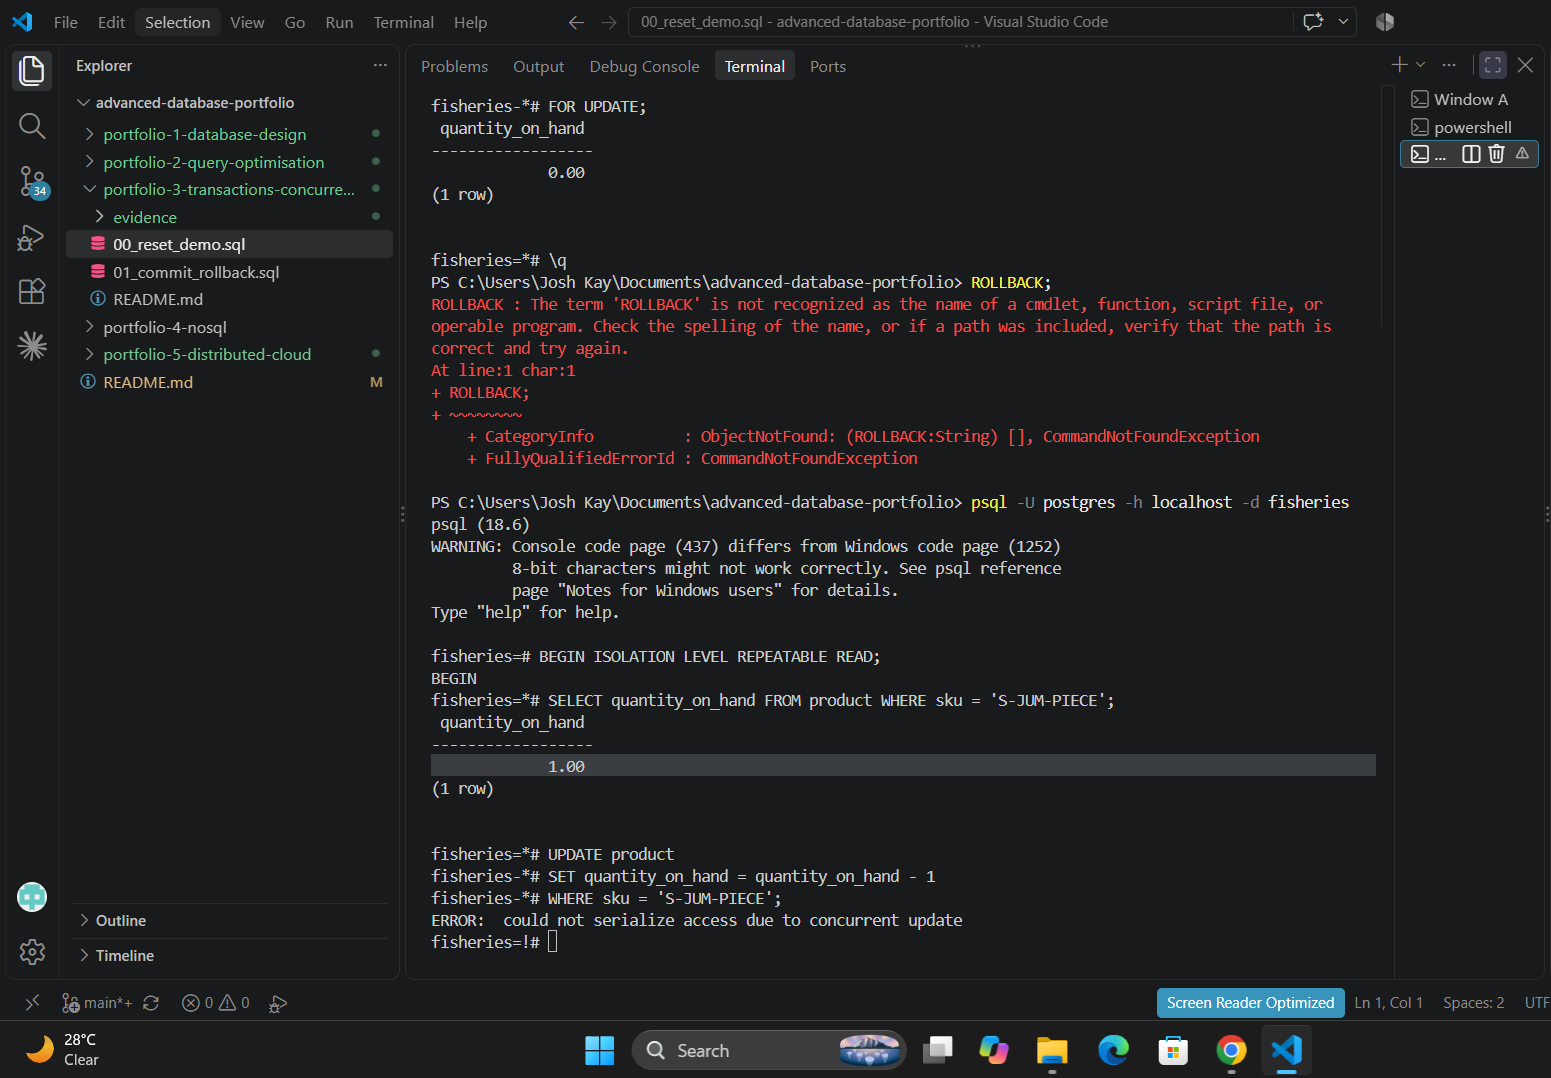 File Edit Selection View Go Run Terminal Help
00_reset_demo.sql - advanced-database-portfolio - Visual Studio Code
Explorer
advanced-database-portfolio
portfolio-1-database-design
portfolio-2-query-optimisation
portfolio-3-transactions-concurre...
evidence
00_reset_demo.sql
01_commit_rollback.sql
README.md
portfolio-4-nosql
portfolio-5-distributed-cloud
README.md M
34
Outline
Timeline
Problems Output Debug Console Terminal Ports
Window A
powershell
...
fisheries-*# FOR UPDATE;
quantity_on_hand
------------------
0.00
(1 row)
fisheries=*# \q
PS C:\Users\Josh Kay\Documents\advanced-database-portfolio> ROLLBACK;
ROLLBACK : The term 'ROLLBACK' is not recognized as the name of a cmdlet, function, script file, or
operable program. Check the spelling of the name, or if a path was included, verify that the path is
correct and try again.
At line:1 char:1
+ ROLLBACK;
+ ~~~~~~~~
+ CategoryInfo : ObjectNotFound: (ROLLBACK:String) [], CommandNotFoundException
+ FullyQualifiedErrorId : CommandNotFoundException
PS C:\Users\Josh Kay\Documents\advanced-database-portfolio> psql -U postgres -h localhost -d fisheries
psql (18.6)
WARNING: Console code page (437) differs from Windows code page (1252)
8-bit characters might not work correctly. See psql reference
page "Notes for Windows users" for details.
Type "help" for help.
fisheries=# BEGIN ISOLATION LEVEL REPEATABLE READ;
BEGIN
fisheries=*# SELECT quantity_on_hand FROM product WHERE sku = 'S-JUM-PIECE';
quantity_on_hand
------------------
1.00
(1 row)
fisheries=*# UPDATE product
fisheries-*# SET quantity_on_hand = quantity_on_hand - 1
fisheries-*# WHERE sku = 'S-JUM-PIECE';
ERROR: could not serialize access due to concurrent update
fisheries=!#
main*+ 0 0
Screen Reader Optimized Ln 1, Col 1 Spaces: 2 UTF
28°C
Clear
Search